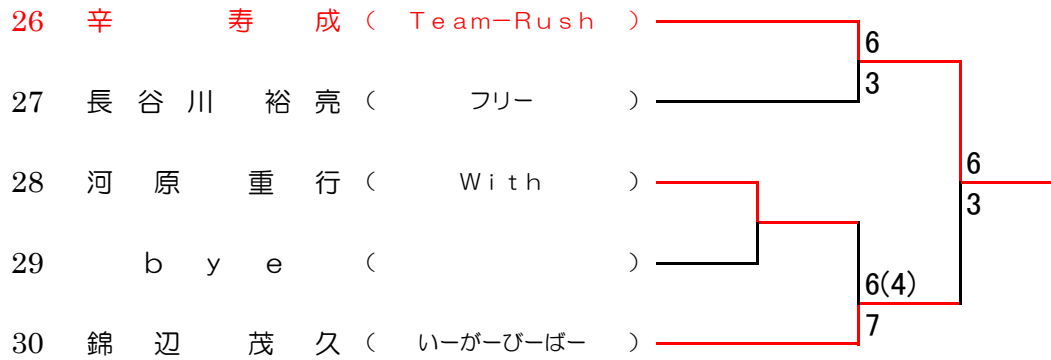 26 辛 寿 成 ( Team-Rush )
6
3
27 長 谷 川 裕 亮 ( フリー )
28 河 原 重 行 ( With )
6
3
29 bye ( )
6(4)
7
30 錦 辺 茂 久 ( いーがーびーばー )